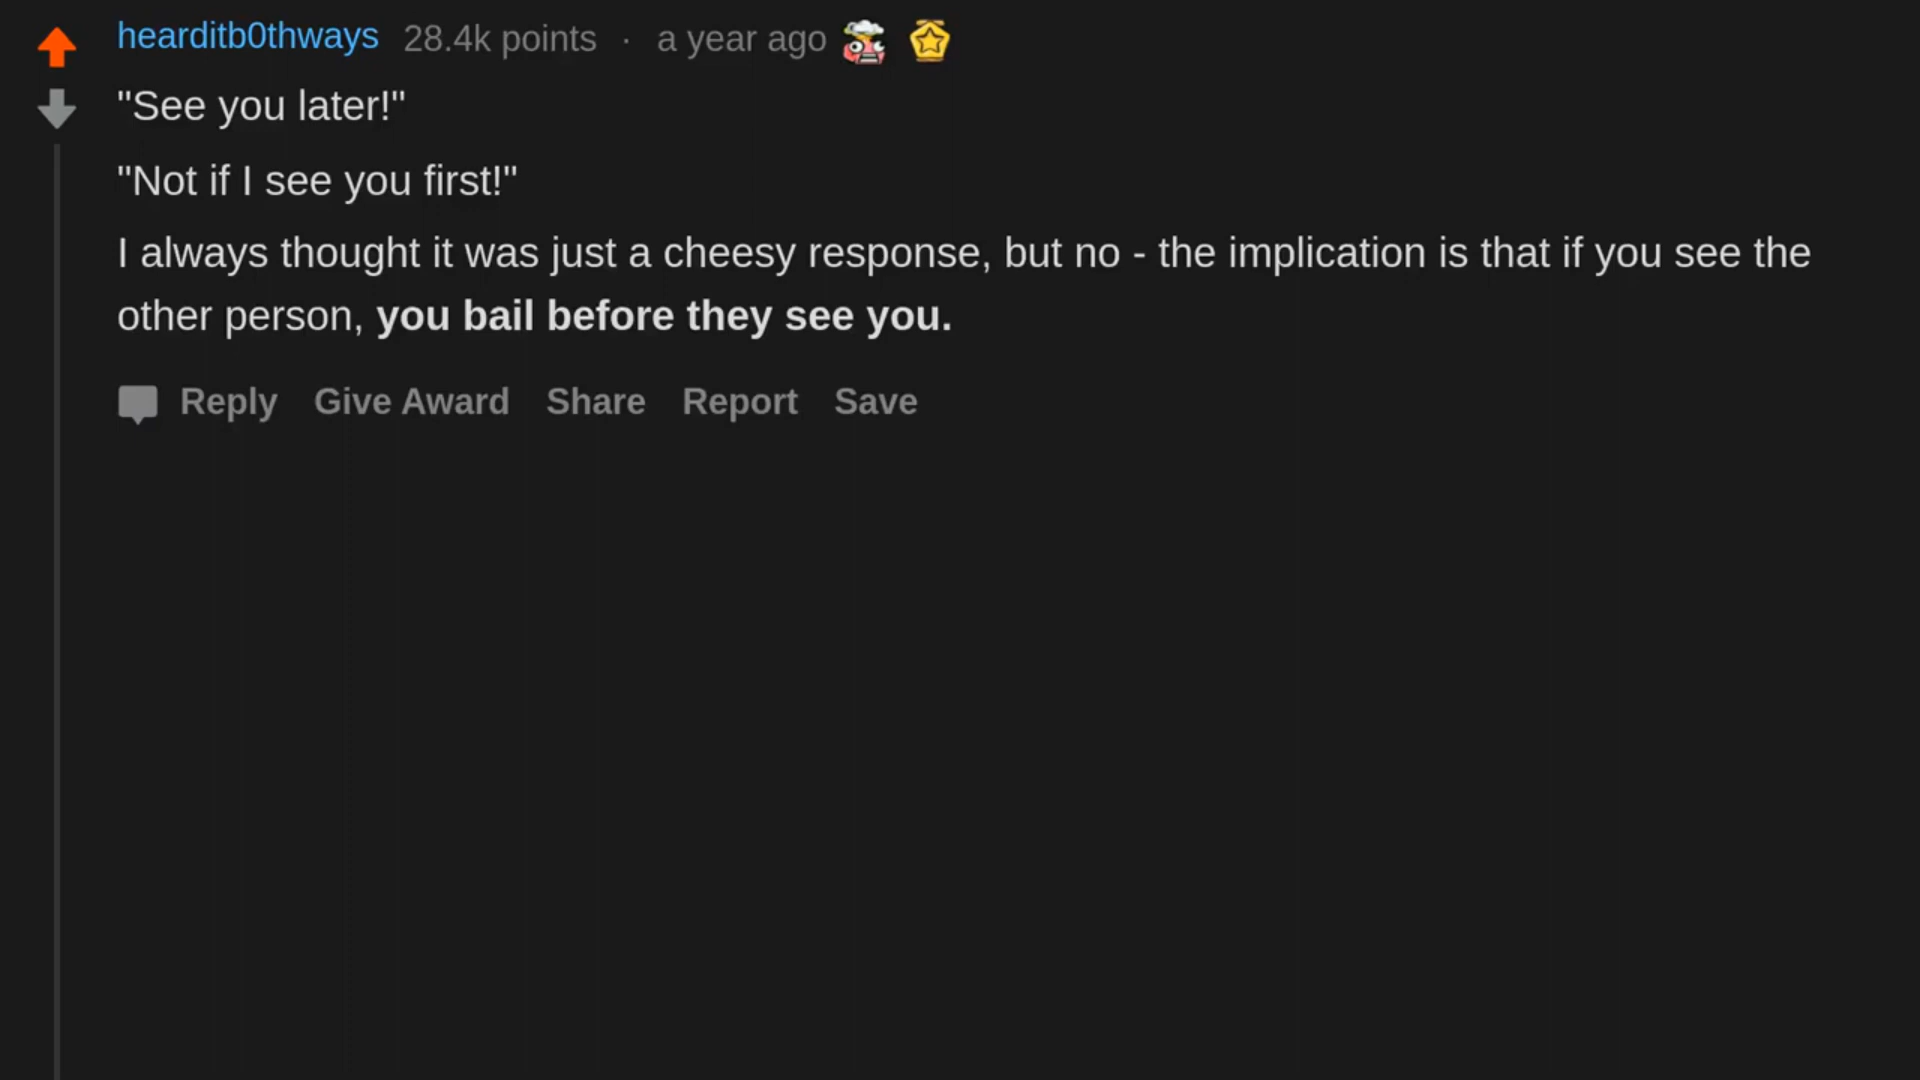 hearditb0thways 28.4k points · a year ago
"See you later!"
"Not if I see you first!"
I always thought it was just a cheesy response, but no - the implication is that if you see the
other person, you bail before they see you.
Reply Give Award Share Report Save